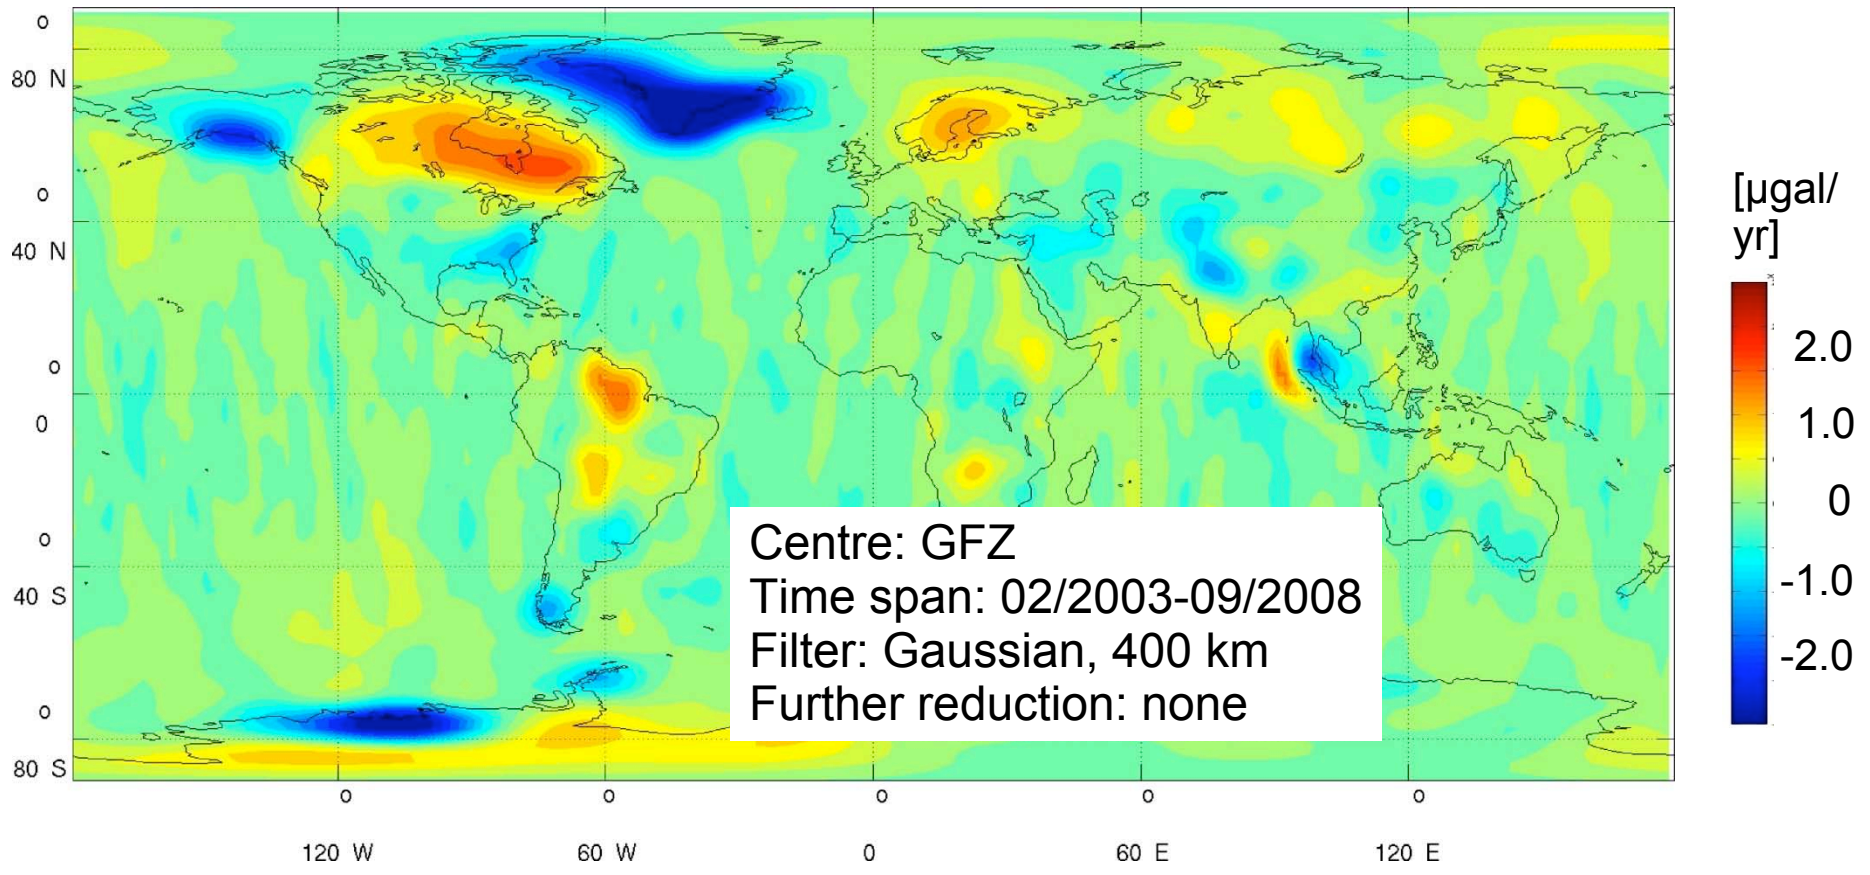 o
80 N
o
40 N
o
0
o
40 S
o
80 S
o o o o o
120 W 60 W 0 60 E 120 E
Centre: GFZ
Time span: 02/2003-09/2008
Filter: Gaussian, 400 km
Further reduction: none
[µgal/
yr]
2.0
1.0
0
-1.0
-2.0